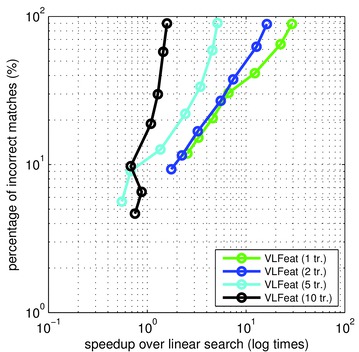 10²
10¹
10⁰
percentage of incorrect matches (%)
VLFeat (1 tr.)
VLFeat (2 tr.)
VLFeat (5 tr.)
VLFeat (10 tr.)
10⁻¹ 10⁰ 10¹ 10²
speedup over linear search (log times)